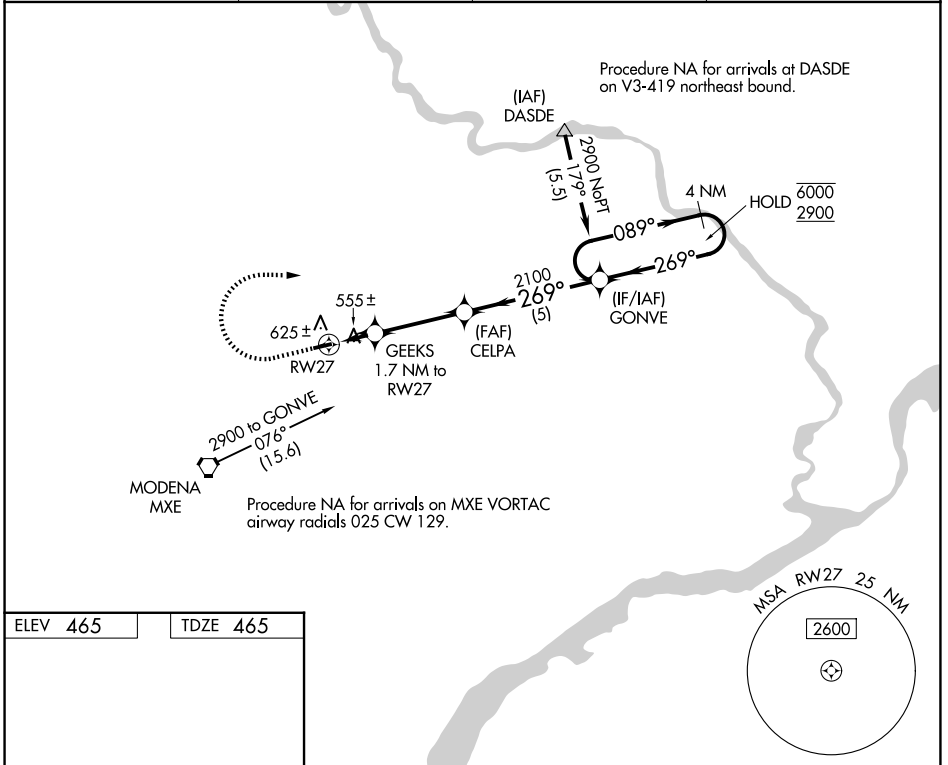 Procedure NA for arrivals at DASDE
on V3-419 northeast bound.
(IAF)
DASDE
2900 NoPT
179°
(5.5)
4 NM
HOLD
6000
2900
089°
269°
2100
269°
(5)
(IF/IAF)
GONVE
555±
625±
(FAF)
CELPA
RW27
GEEKS
1.7 NM to
RW27
2900 to GONVE
076°
(15.6)
MODENA
MXE
Procedure NA for arrivals on MXE VORTAC
airway radials 025 CW 129.
MSA RW27 25 NM
2600
ELEV 465
TDZE 465